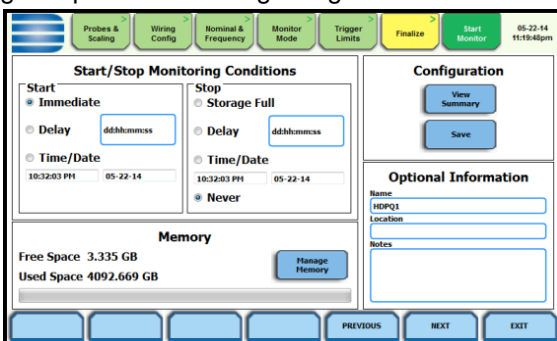 Probes & Scaling
>
Wiring Config
>
Nominal & Frequency
>
Monitor Mode
>
Trigger Limits
>
Finalize
>
Start Monitor
05-22-14
11:19:48pm
Start/Stop Monitoring Conditions
Start
Immediate
Delay
dd:hh:mm:ss
Time/Date
10:32:03 PM
05-22-14
Stop
Storage Full
Delay
dd:hh:mm:ss
Time/Date
10:32:03 PM
05-22-14
Never
Memory
Free Space 3.335 GB
Used Space 4092.669 GB
Manage
Memory
Configuration
View
Summary
Save
Optional Information
Name
HDPQ1
Location
Notes
PREVIOUS
NEXT
EXIT